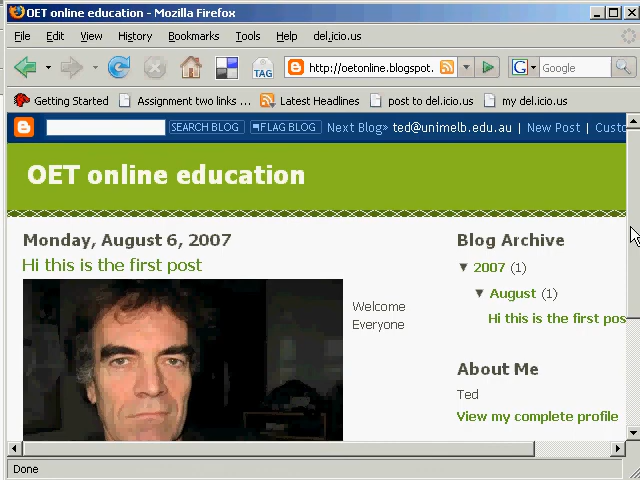 OET online education - Mozilla Firefox
File Edit View History Bookmarks Tools Help del.icio.us
TAG http://oetonline.blogspot. G Google
Getting Started Assignment two links ... Latest Headlines post to del.icio.us my del.icio.us
SEARCH BLOG FLAG BLOG Next Blog» ted@unimelb.edu.au | New Post | Custo
OET online education
Monday, August 6, 2007
Hi this is the first post
Welcome
Everyone
Blog Archive
▼ 2007 (1)
▼ August (1)
Hi this is the first pos
About Me
Ted
View my complete profile
Done